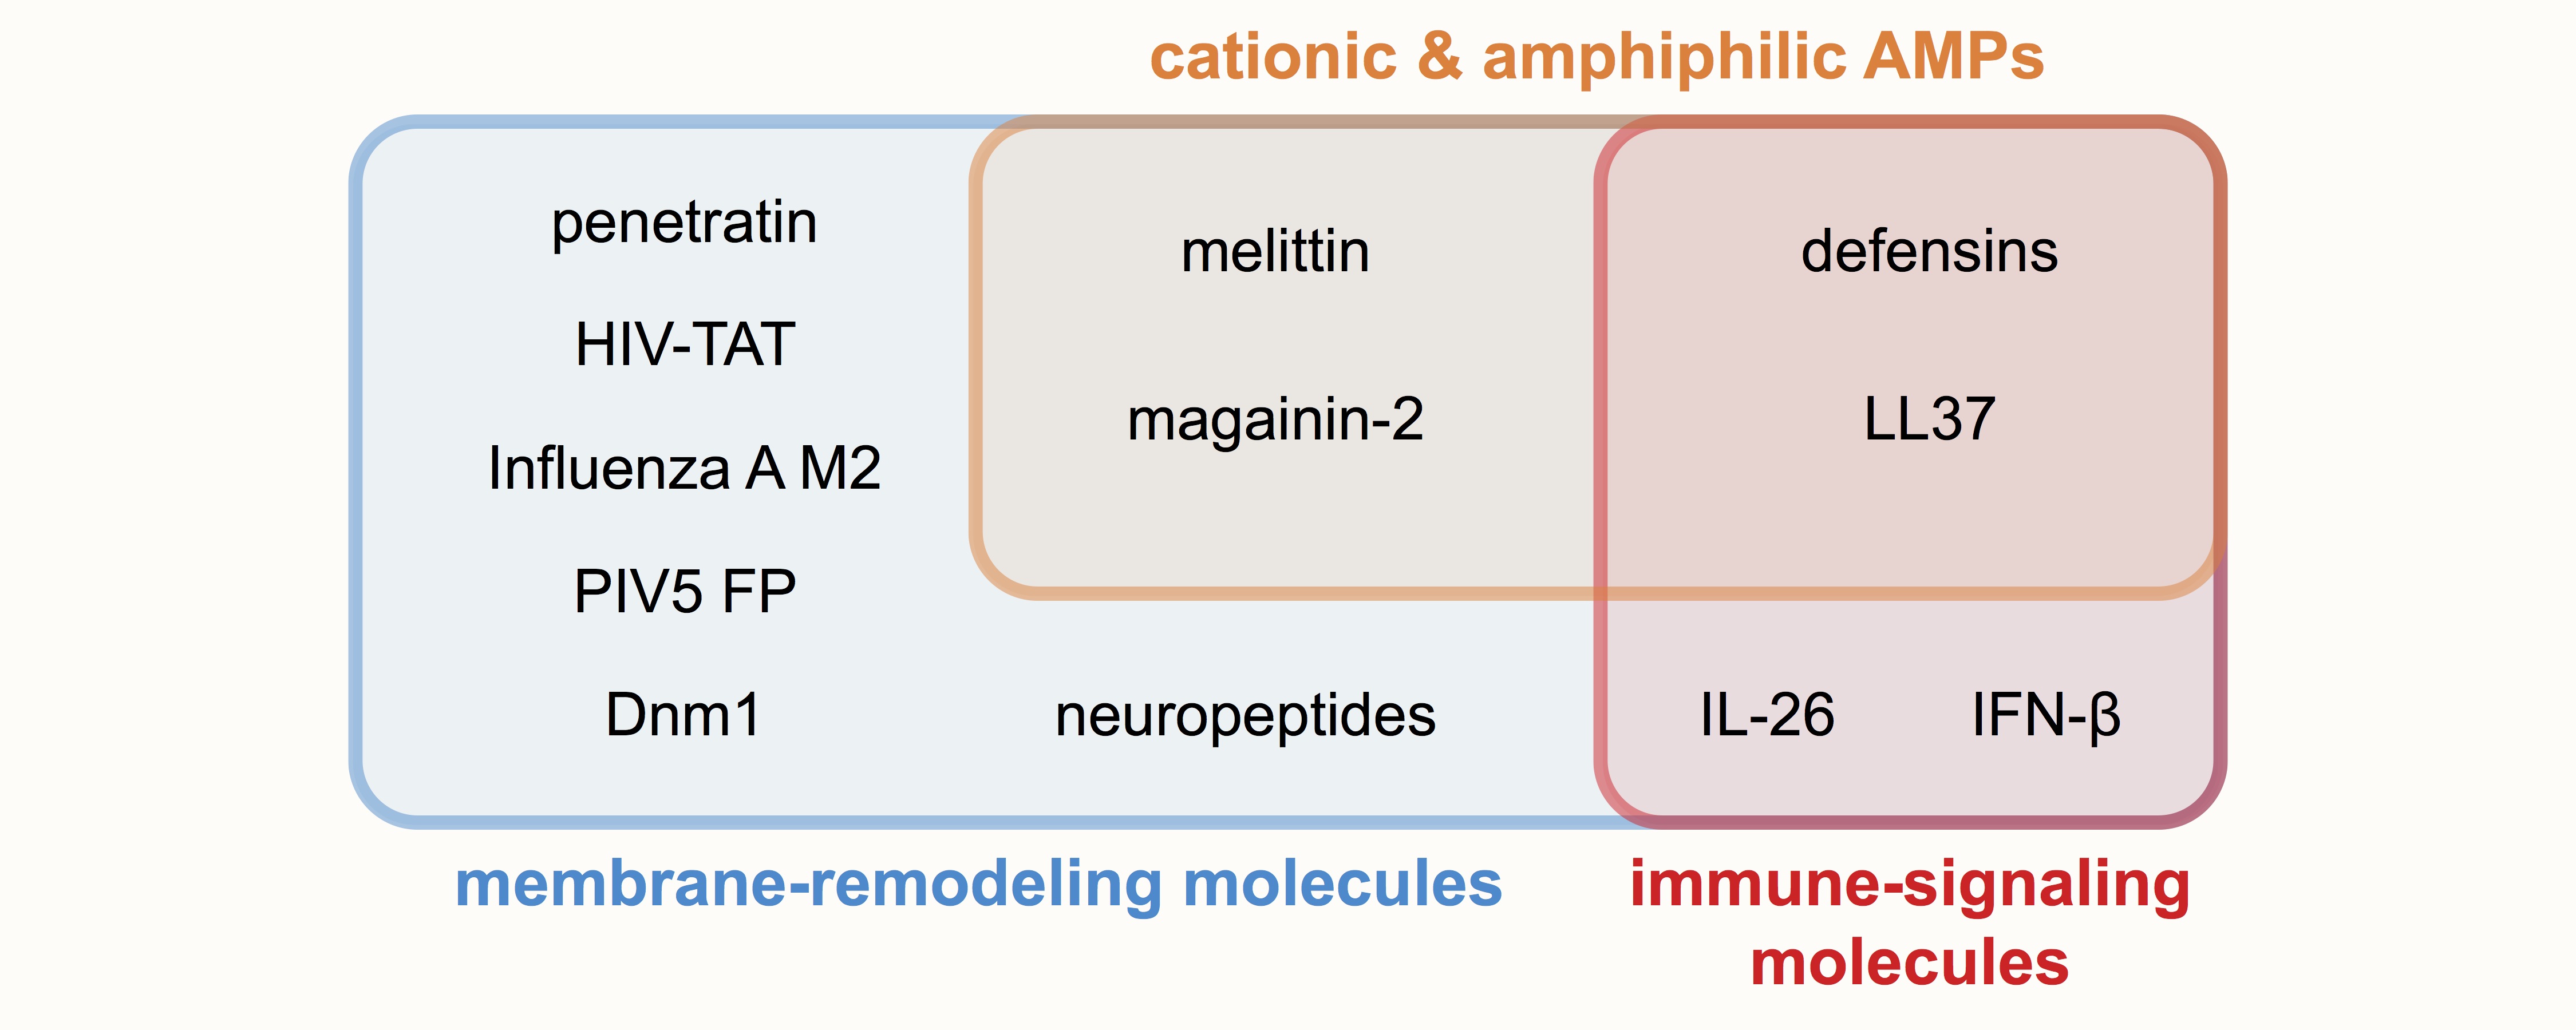 cationic & amphiphilic AMPs
penetratin
HIV-TAT
Influenza A M2
PIV5 FP
Dnm1
melittin
magainin-2
neuropeptides
defensins
LL37
IL-26 IFN-β
membrane-remodeling molecules
immune-signaling
molecules